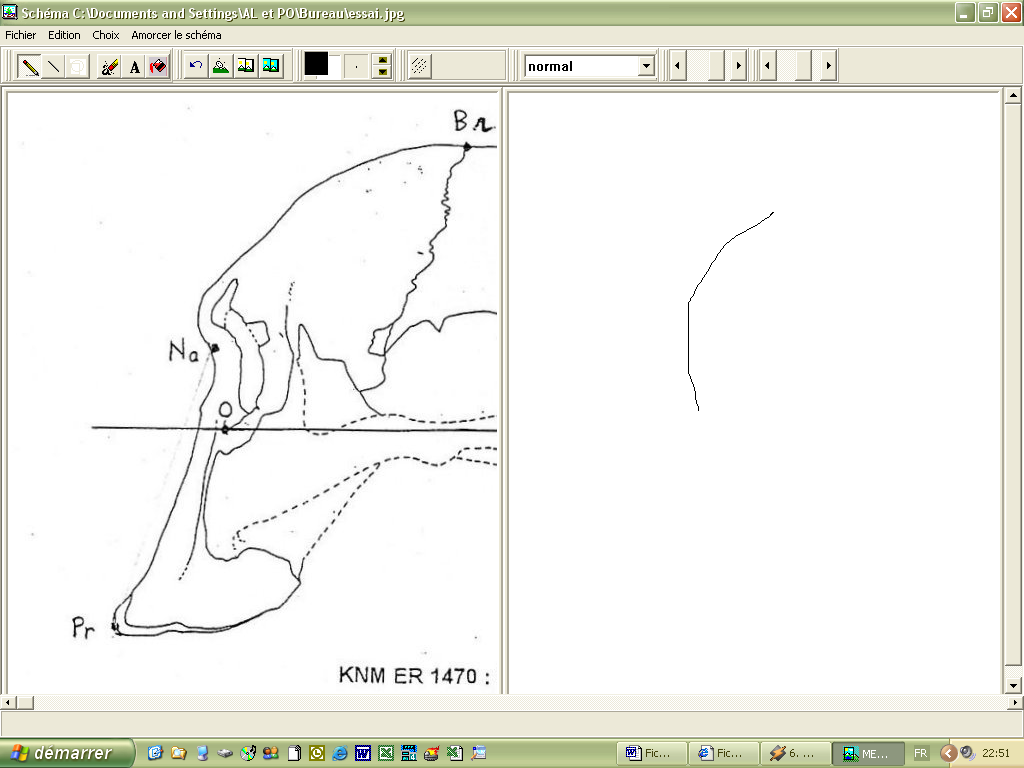 Schéma C:\Documents and Settings\AL et PO\Bureau\essai.jpg
Fichier Edition Choix Amorcer le schéma
A
normal
Br
Na
O
Pr
KNM ER 1470 :
démarrer
Fic...
Fic...
6. ...
ME...
FR
22:51